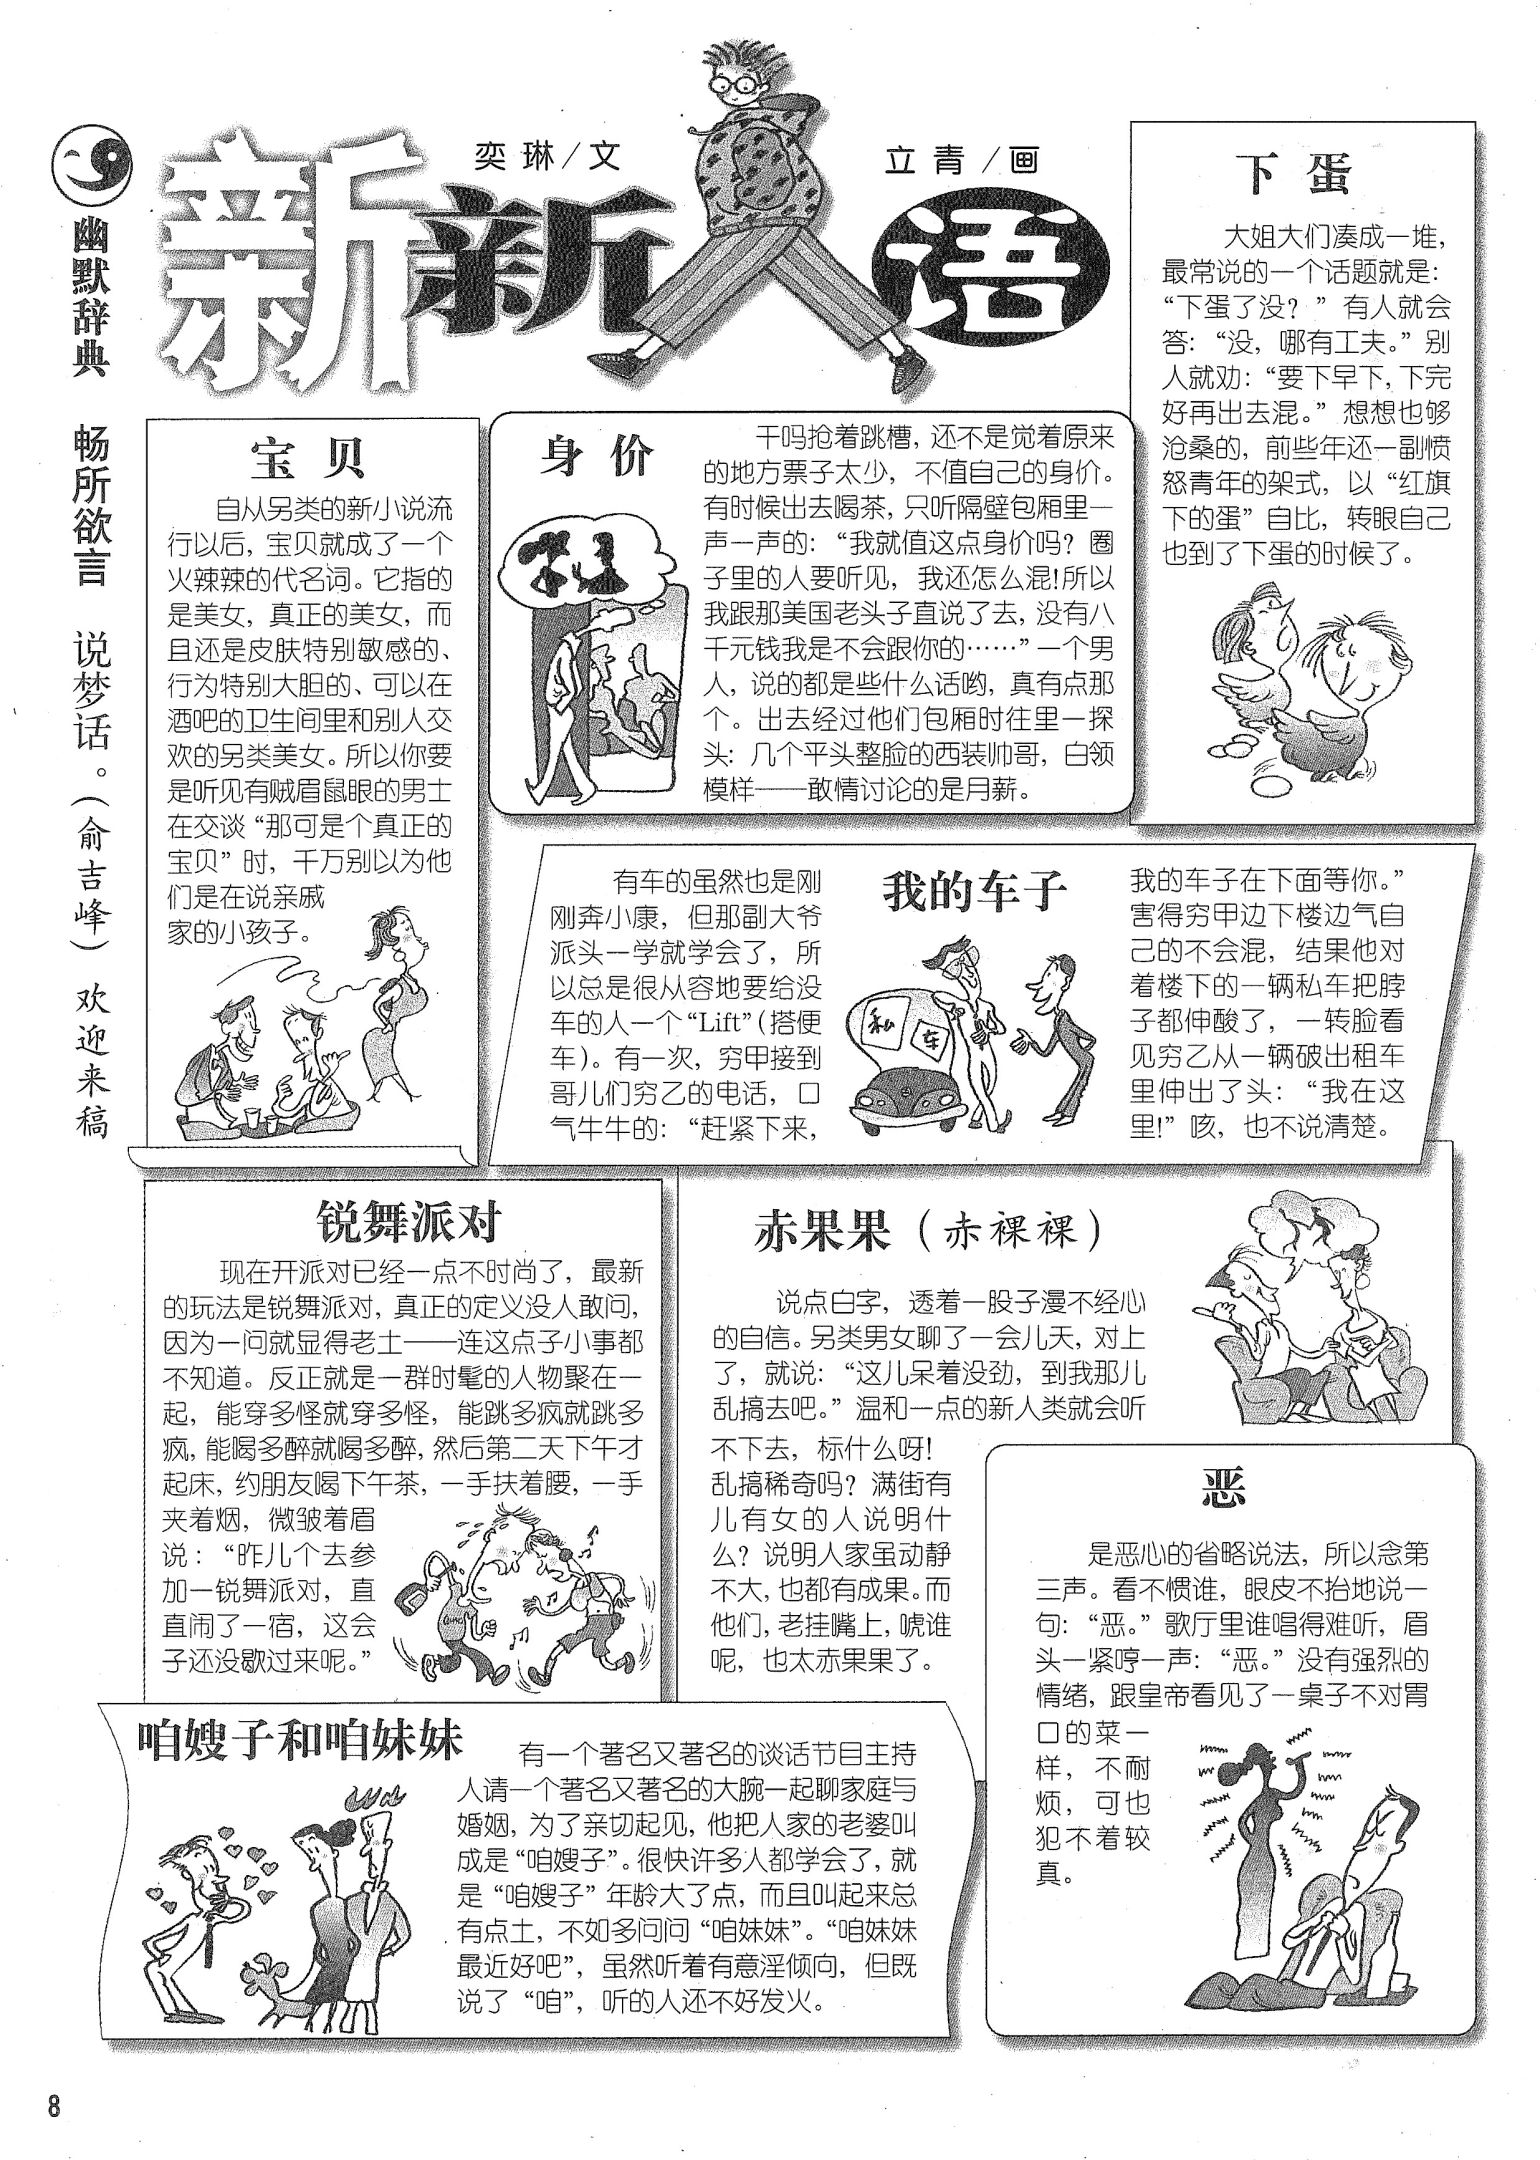 幽默辞典 畅所欲言 说梦话。(俞吉峰)欢迎来稿
新新人语
奕琳/文
立青/画
下蛋
大姐大们凑成一堆，
最常说的一个话题就是：
“下蛋了没？”有人就会
答：“没，哪有工夫。”别
人就劝：“要下早下，下完
好再出去混。”想想也够
沧桑的，前些年还一副愤
怒青年的架式，以“红旗
下的蛋”自比，转眼自己
也到了下蛋的时候了。
宝贝
自从另类的新小说流
行以后，宝贝就成了一个
火辣辣的代名词。它指的
是美女，真正的美女，而
且还是皮肤特别敏感的、
行为特别大胆的、可以在
酒吧的卫生间里和别人交
欢的另类美女。所以你要
是听见有贼眉鼠眼的男士
在交谈“那可是个真正的
宝贝”时，千万别以为他
们是在说亲戚
家的小孩子。
身价
干吗抢着跳槽，还不是觉着原来
的地方票子太少，不值自己的身价。
有时候出去喝茶，只听隔壁包厢里一
声一声的：“我就值这点身价吗？圈
子里的人要听见，我还怎么混！所以
我跟那美国老头子直说了去，没有八
千元钱我是不会跟你的……”一个男
人，说的都是些什么话哟，真有点那
个。出去经过他们包厢时往里一探
头：几个平头整脸的西装帅哥，白领
模样——敢情讨论的是月薪。
我的车子
有车的虽然也是刚
刚奔小康，但那副大爷
派头一学就学会了，所
以总是很从容地要给没
车的人一个“Lift”（搭便
车）。有一次，穷甲接到
哥儿们穷乙的电话，口
气牛牛的：“赶紧下来，
私
车
我的车子在下面等你。”
害得穷甲边下楼边气自
己的不会混，结果他对
着楼下的一辆私车把脖
子都伸酸了，一转脸看
见穷乙从一辆破出租车
里伸出了头：“我在这
里！”咳，也不说清楚。
锐舞派对
现在开派对已经一点不时尚了，最新
的玩法是锐舞派对，真正的定义没人敢问，
因为一问就显得老土——连这点子小事都
不知道。反正就是一群时髦的人物聚在一
起，能穿多怪就穿多怪，能跳多疯就跳多
疯，能喝多醉就喝多醉，然后第二天下午才
起床，约朋友喝下午茶，一手扶着腰，一手
夹着烟，微皱着眉
说：“昨儿个去参
加一锐舞派对，直
直闹了一宿，这会
子还没歇过来呢。”
赤果果（赤裸裸）
说点白字，透着一股子漫不经心
的自信。另类男女聊了一会儿天，对上
了，就说：“这儿呆着没劲，到我那儿
乱搞去吧。”温和一点的新人类就会听
不下去，标什么呀！
乱搞稀奇吗？满街有
儿有女的人说明什
么？说明人家虽动静
不大，也都有成果。而
他们，老挂嘴上，唬谁
呢，也太赤果果了。
恶
是恶心的省略说法，所以念第
三声。看不惯谁，眼皮不抬地说一
句：“恶。”歌厅里谁唱得难听，眉
头一紧哼一声：“恶。”没有强烈的
情绪，跟皇帝看见了一桌子不对胃
口的菜一
样，不耐
烦，可也
犯不着较
真。
咱嫂子和咱妹妹
有一个著名又著名的谈话节目主持
人请一个著名又著名的大腕一起聊家庭与
婚姻，为了亲切起见，他把人家的老婆叫
成是“咱嫂子”。很快许多人都学会了，就
是“咱嫂子”年龄大了点，而且叫起来总
有点土，不如多问问“咱妹妹”。“咱妹妹
最近好吧”，虽然听着有意淫倾向，但既
说了“咱”，听的人还不好发火。
8